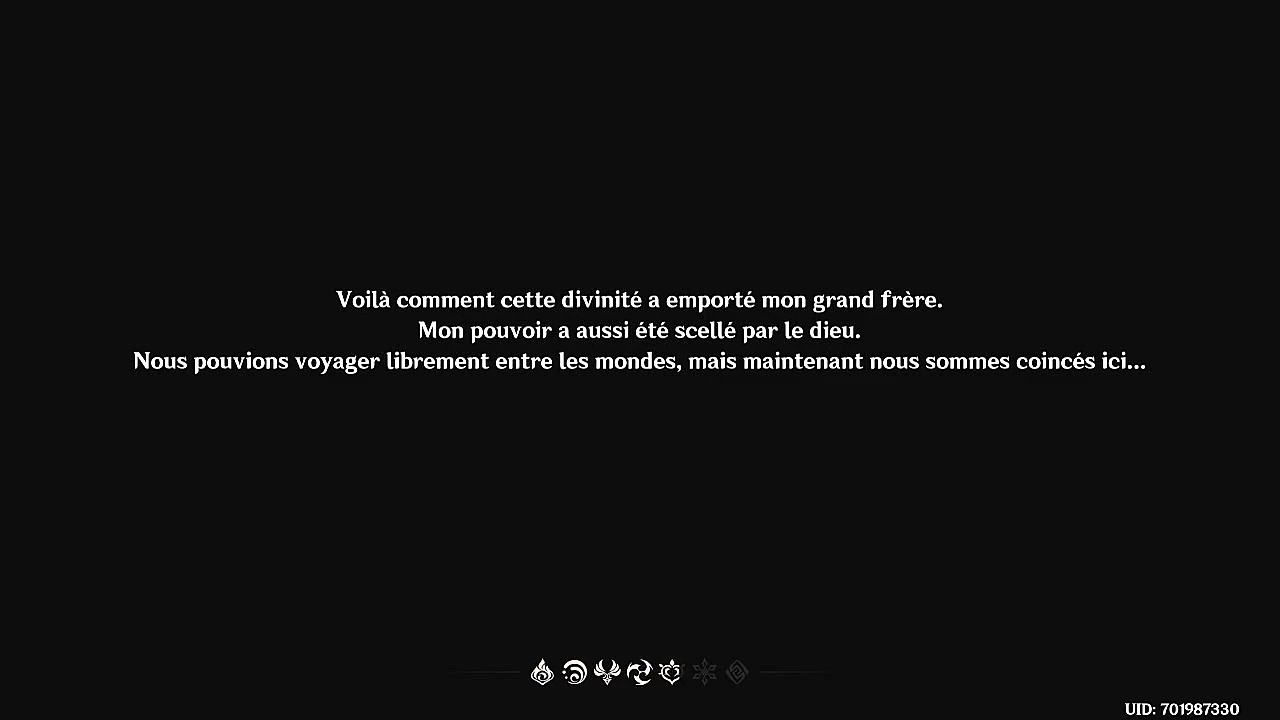 Voilà comment cette divinité a emporté mon grand frère.
Mon pouvoir a aussi été scellé par le dieu.
Nous pouvions voyager librement entre les mondes, mais maintenant nous sommes coincés ici...
UID: 701987330